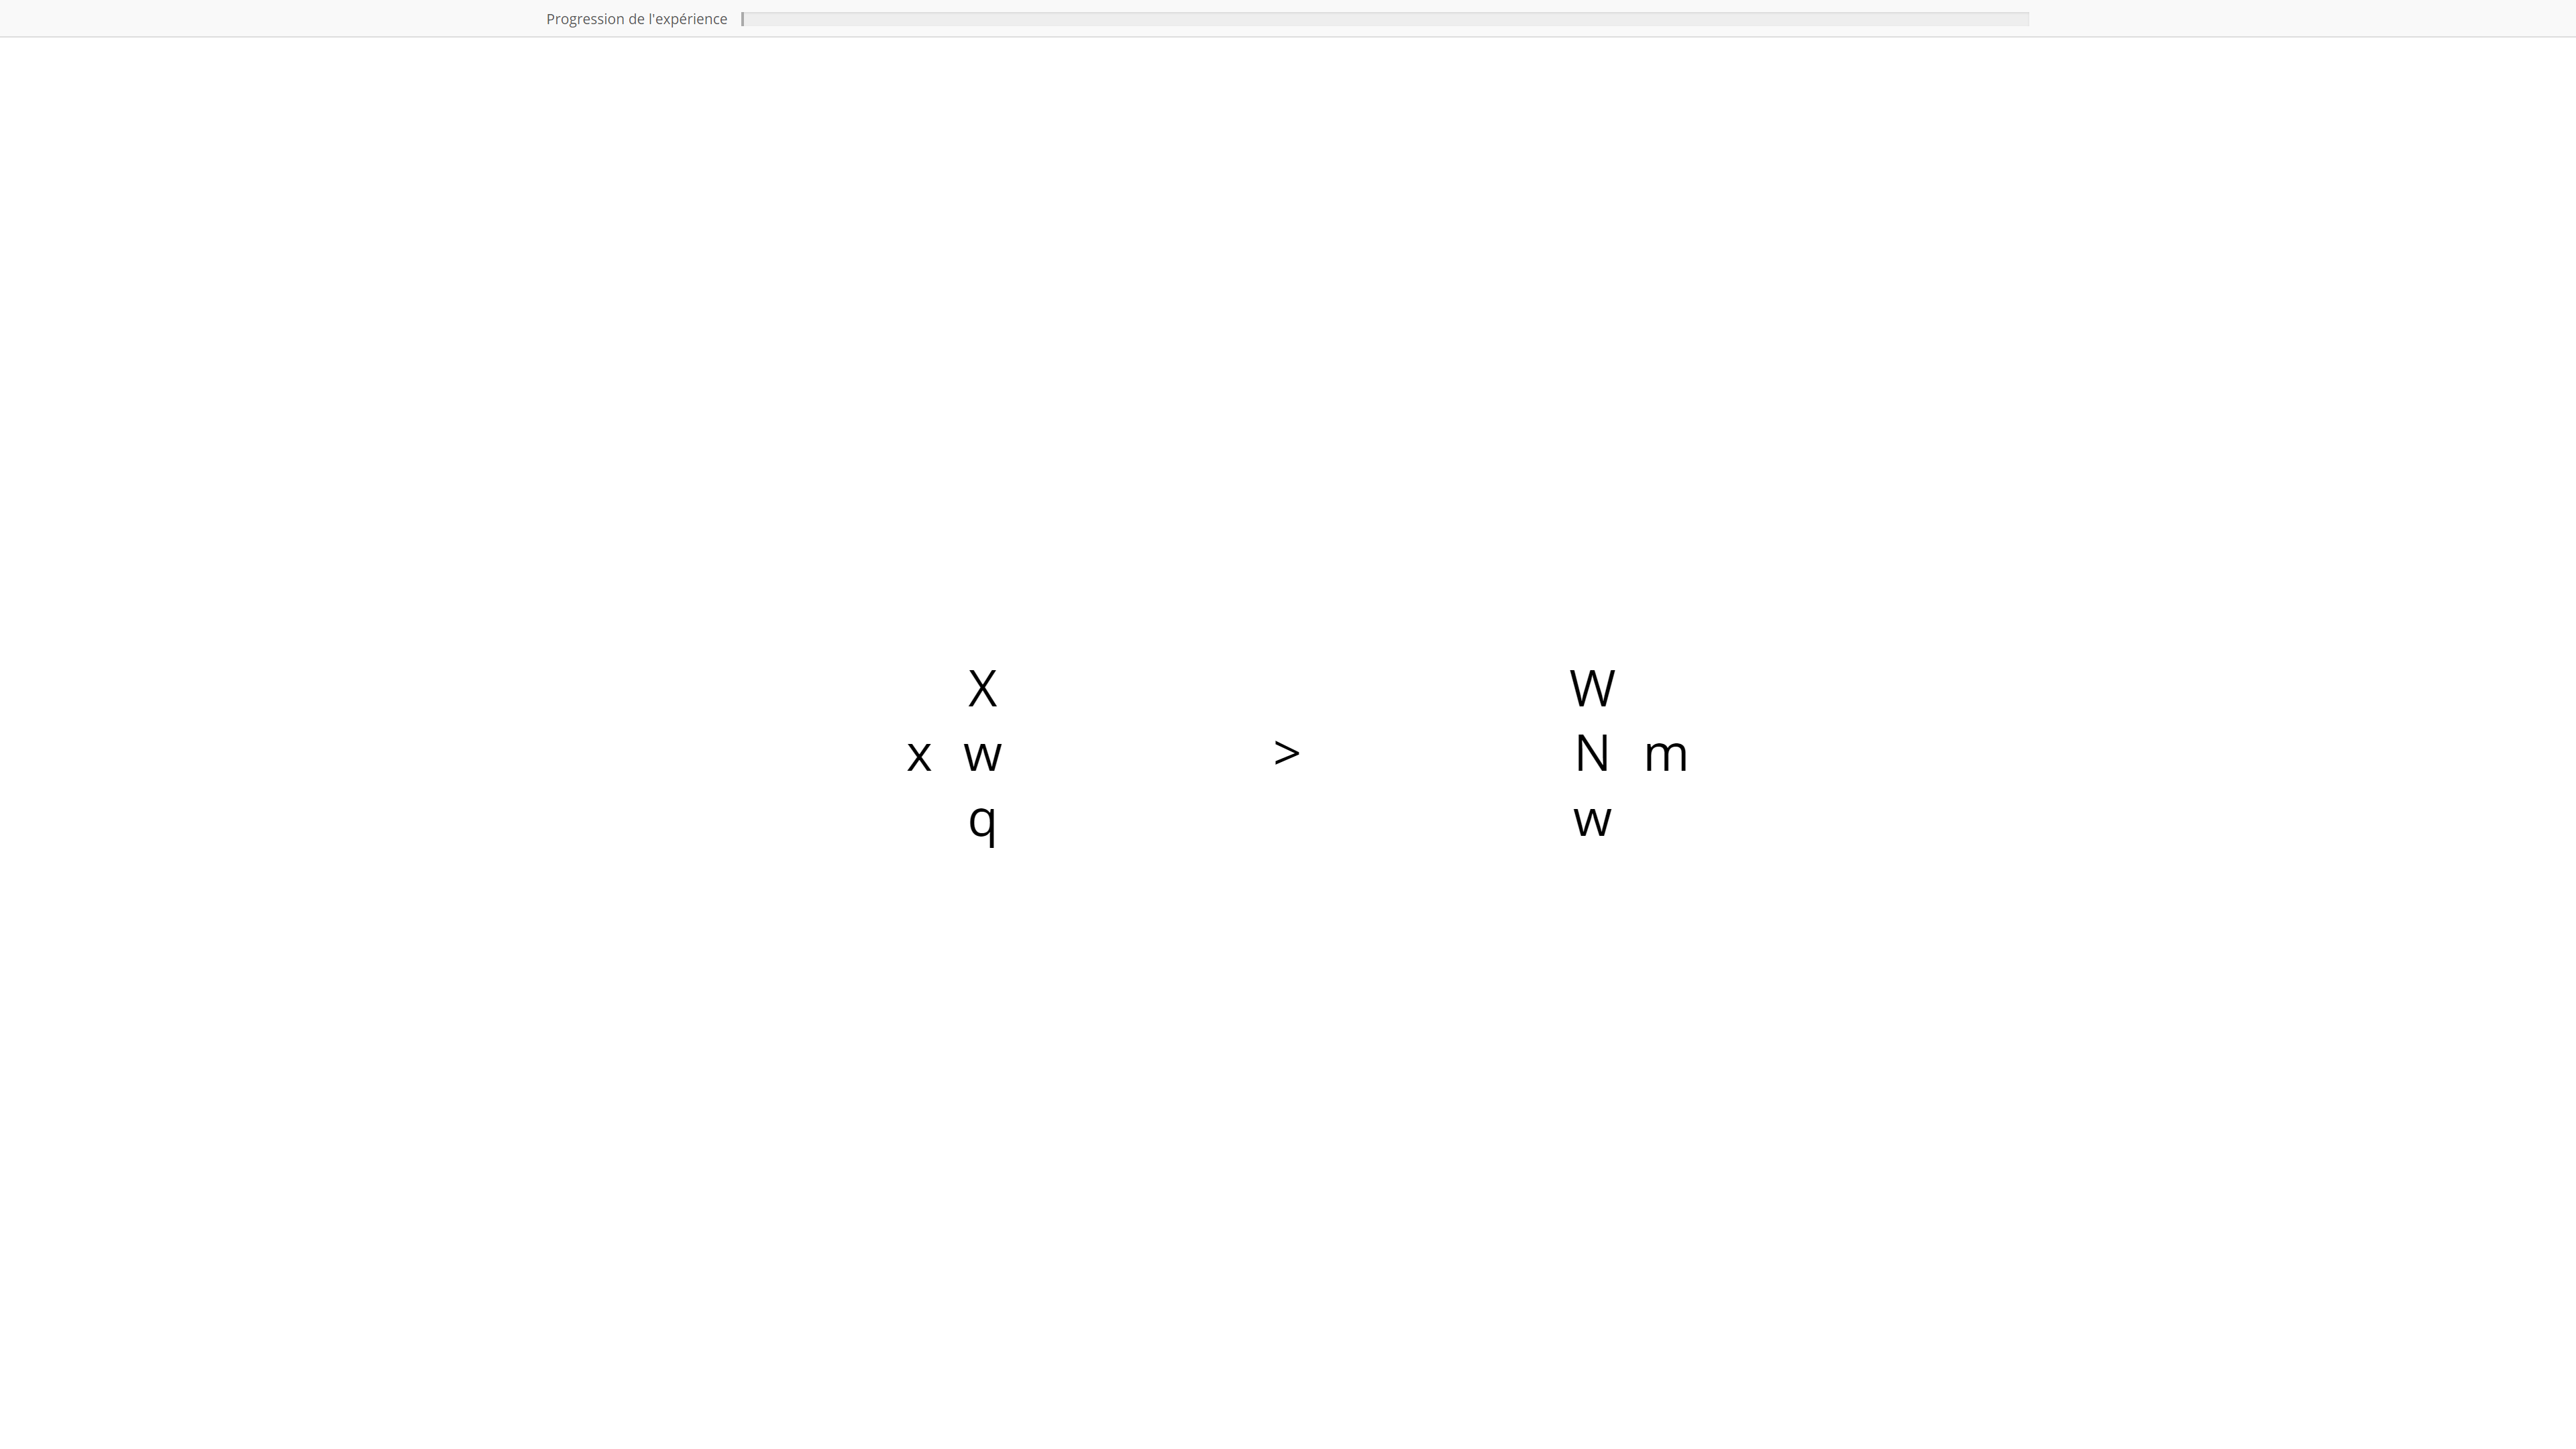 Progression de l'expérience
X W
x w > N m
q w